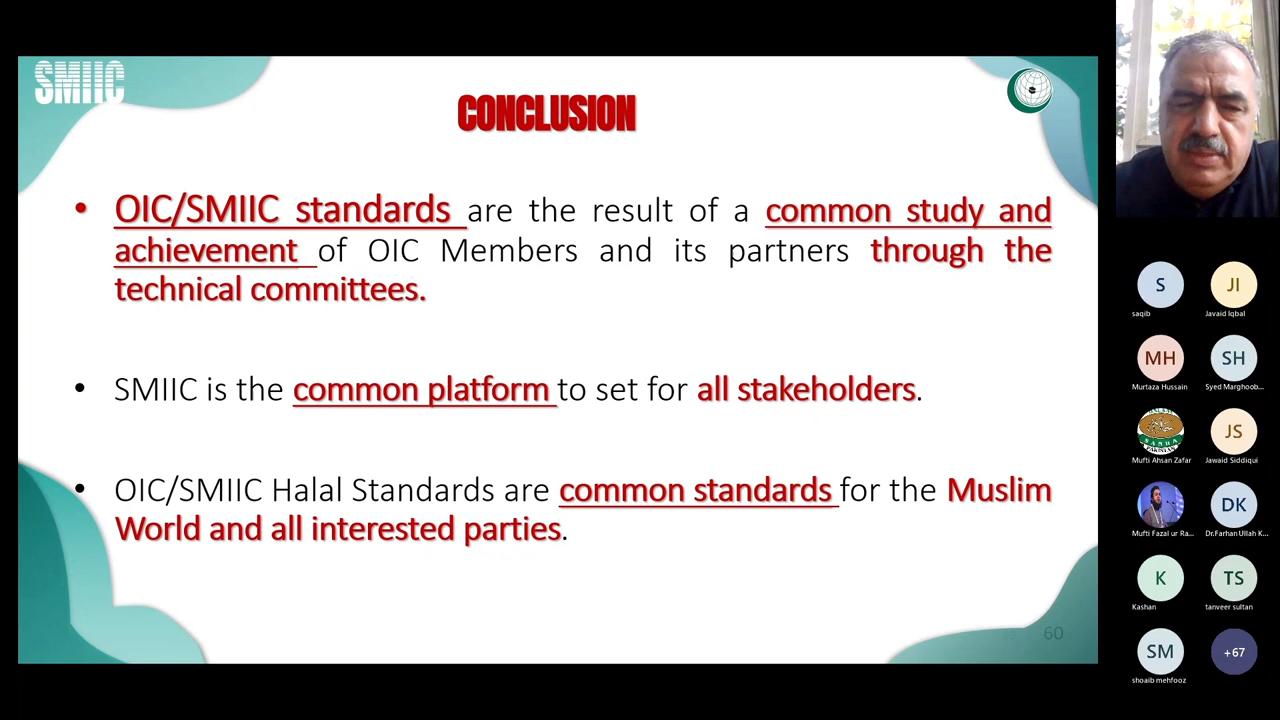 SMIIC
CONCLUSION
• OIC/SMIIC standards are the result of a common study and
achievement of OIC Members and its partners through the
technical committees.
• SMIIC is the common platform to set for all stakeholders.
• OIC/SMIIC Halal Standards are common standards for the Muslim
World and all interested parties.
60
S
saqib
JI
Javaid Iqbal
MH
Murtaza Hussain
SH
Syed Marghoob...
Mufti Ahsan Zafar
JS
Jawaid Siddiqui
Mufti Fazal ur Ra...
DK
Dr.Farhan Ullah K...
K
Kashan
TS
tanveer sultan
SM
shoaib mehfooz
+67